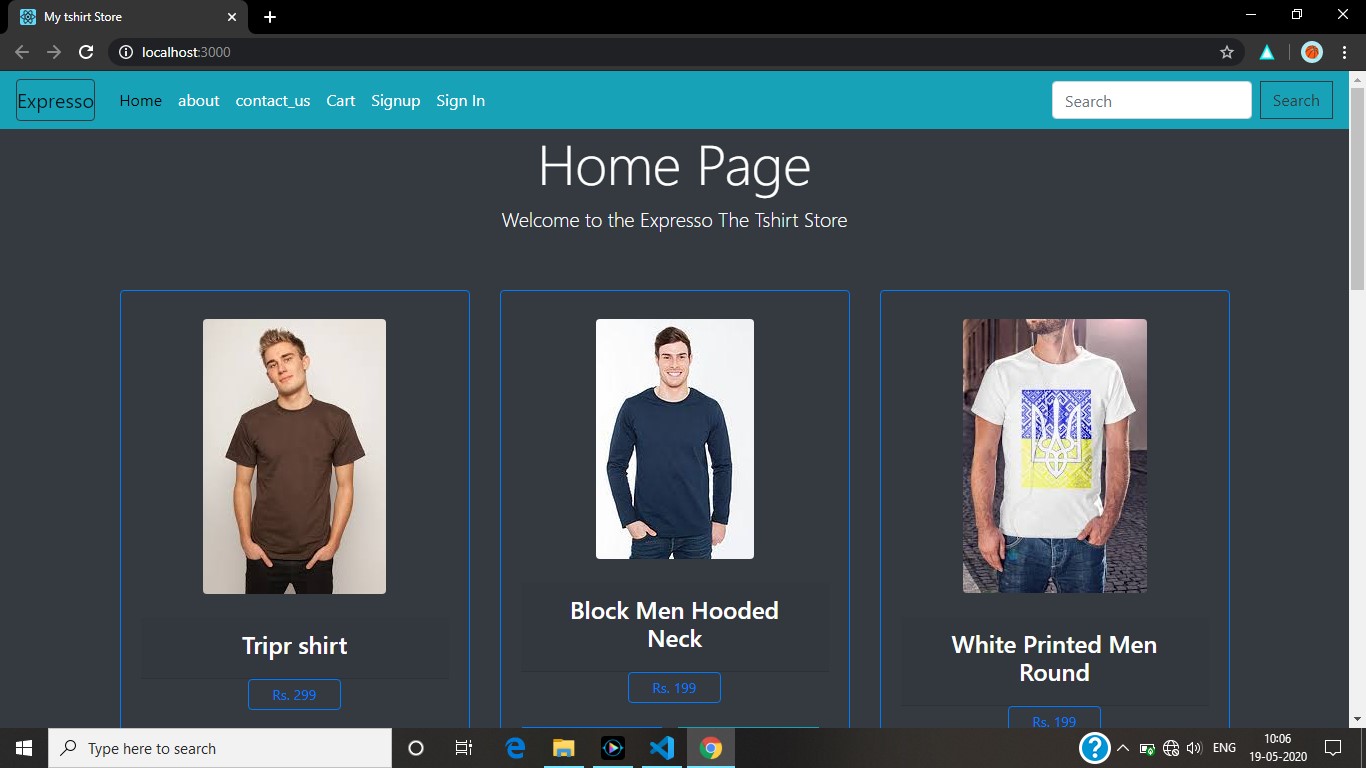 My tshirt Store
localhost:3000
Expresso Home about contact_us Cart Signup Sign In Search Search
Home Page
Welcome to the Expresso The Tshirt Store
Tripr shirt
Rs. 299
Block Men Hooded
Neck
Rs. 199
White Printed Men
Round
Rs. 199
Type here to search
ENG
10:06
19-05-2020